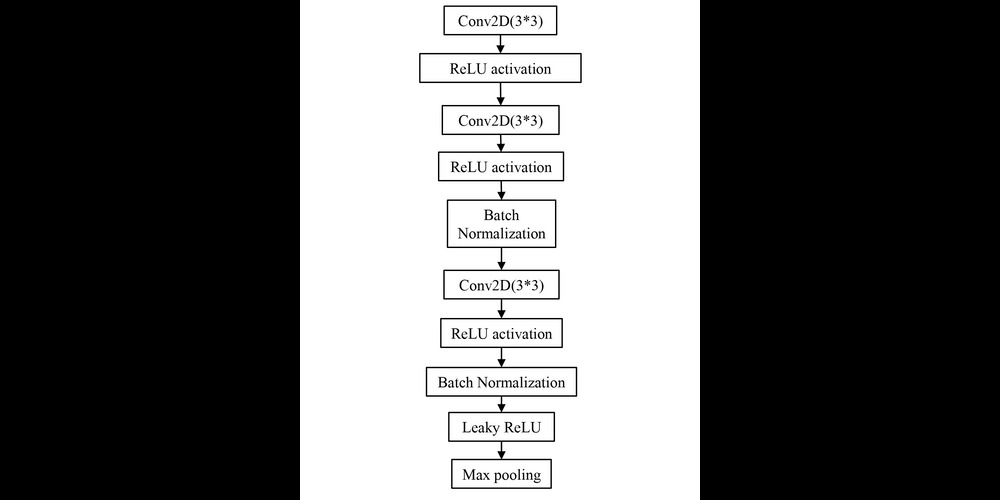 Conv2D(3*3)
ReLU activation
Conv2D(3*3)
ReLU activation
Batch
Normalization
Conv2D(3*3)
ReLU activation
Batch Normalization
Leaky ReLU
Max pooling